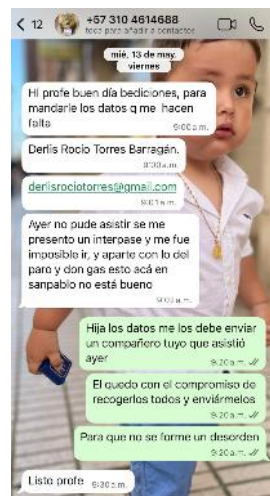 12
+57 310 4614688
toca para añadir a contactos
mié, 13 de may.
viernes
HI profe buen día bediciones, para
mandarle los datos q me hacen
falta
9:00 a.m.
Derlis Rocio Torres Barragán.
9:00 a.m.
derlisrociotorres@gmail.com
9:01 a.m.
Ayer no pude asistir se me
presento un interpase y me fue
imposible ir, y aparte con lo del
paro y don gas esto acá en
sanpablo no está bueno
9:03 a.m.
Hija los datos me los debe enviar
un compañero tuyo que asistió
ayer
9:20 a.m.
El quedo con el compromiso de
recogerlos todos y enviármelos
9:20 a.m.
Para que no se forme un desorden
9:20 a.m.
Listo profe
9:30 a.m.